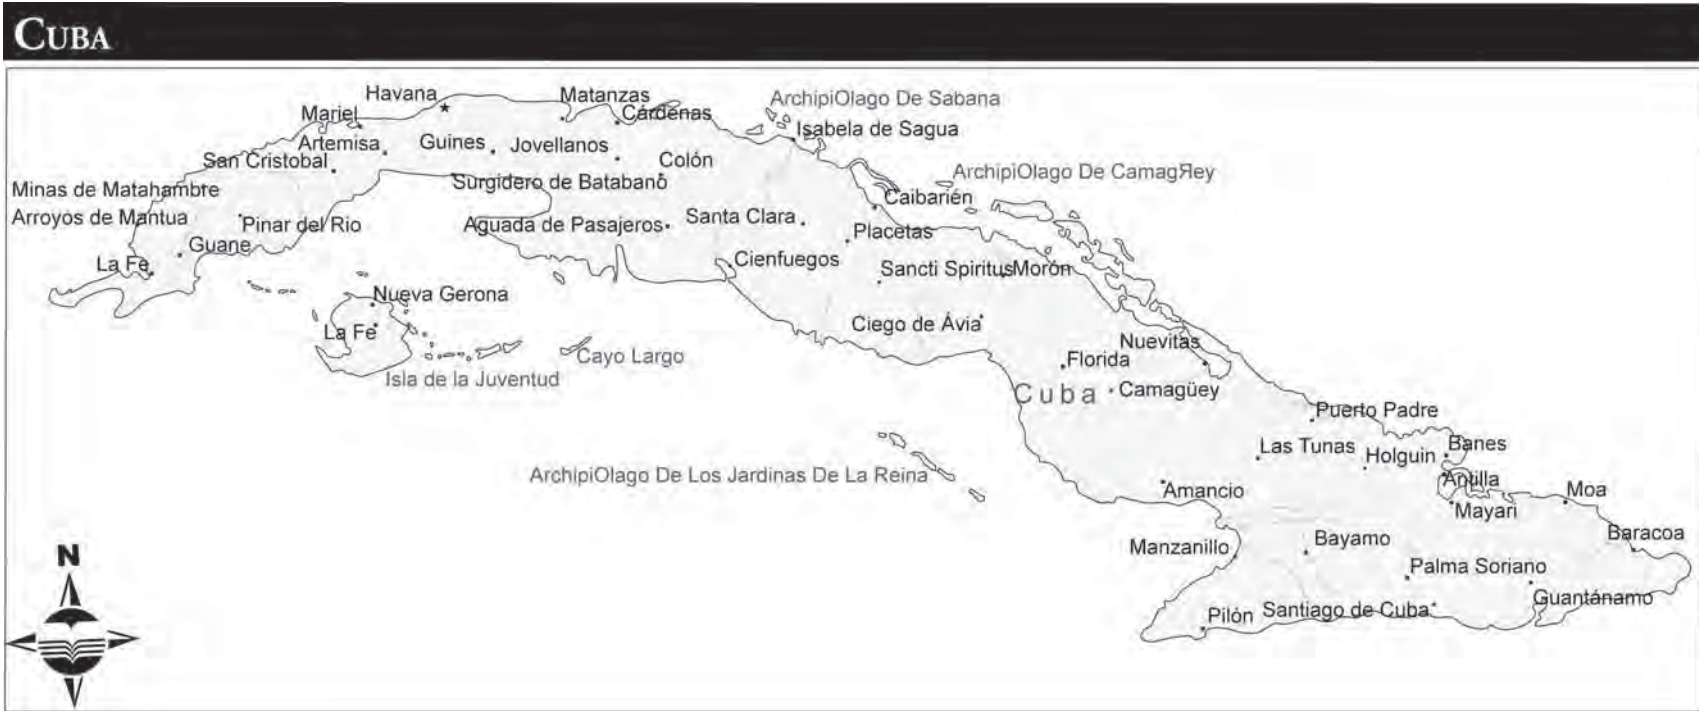 CUBA
Havana
Matanzas
ArchipiOlago De Sabana
Mariel
Cárdenas
Isabela de Sagua
Artemisa
Guines
Jovellanos
San Cristobal
Colón
ArchipiOlago De CamagЯey
Surgidero de Batabanó
Minas de Matahambre
Caibarién
Arroyos de Mantua
Pinar del Rio
Aguada de Pasajeros
Santa Clara
Placetas
Guane
La Fe
Cienfuegos
Sancti Spiritus
Morón
Nueva Gerona
La Fe
Ciego de Ávia
Nuevitas
Cayo Largo
Florida
Isla de la Juventud
Cuba
Camagüey
Puerto Padre
Las Tunas
Banes
Holguin
ArchipiOlago De Los Jardinas De La Reina
Antilla
Amancio
Moa
Mayari
Baracoa
Bayamo
Manzanillo
N
Palma Soriano
Guantánamo
Pilón
Santiago de Cuba